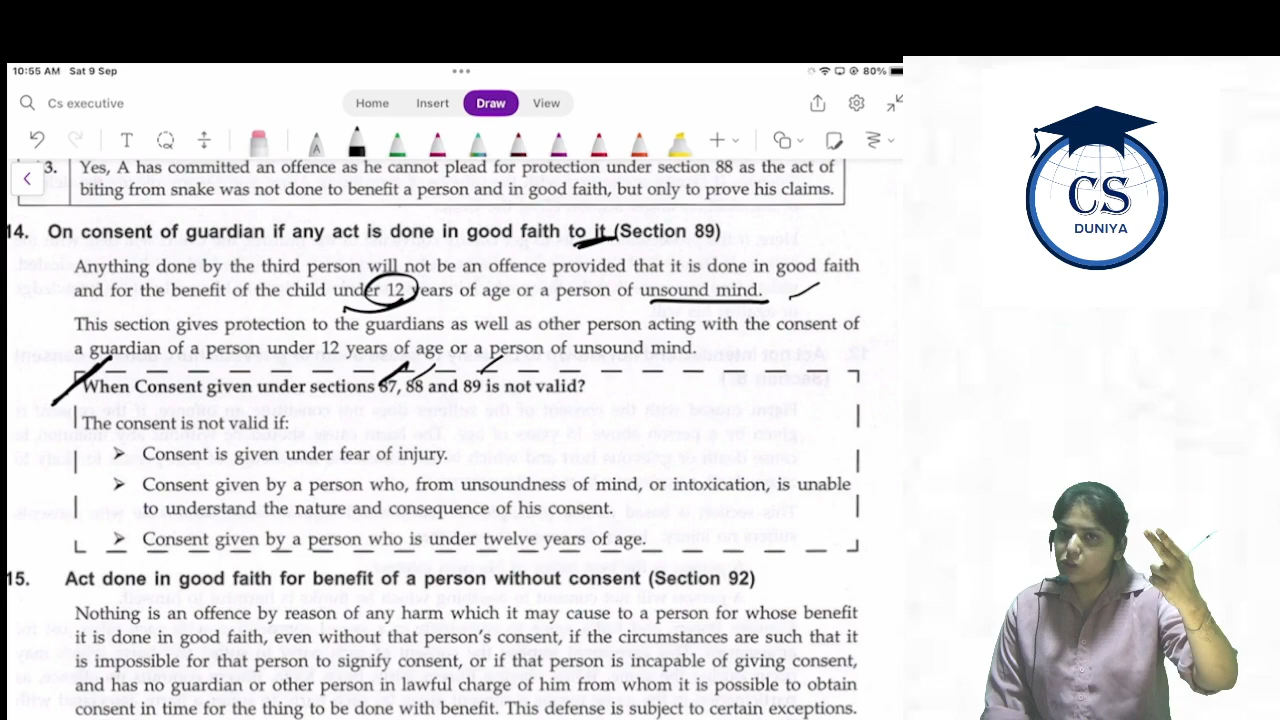 10:55 AM Sat 9 Sep
80%
Cs executive
Home Insert Draw View
3. Yes, A has committed an offence as he cannot plead for protection under section 88 as the act of
biting from snake was not done to benefit a person and in good faith, but only to prove his claims.
14. On consent of guardian if any act is done in good faith to it (Section 89)
Anything done by the third person will not be an offence provided that it is done in good faith
and for the benefit of the child under 12 years of age or a person of unsound mind.
This section gives protection to the guardians as well as other person acting with the consent of
a guardian of a person under 12 years of age or a person of unsound mind.
When Consent given under sections 87, 88 and 89 is not valid?
The consent is not valid if:
➢ Consent is given under fear of injury.
➢ Consent given by a person who, from unsoundness of mind, or intoxication, is unable
to understand the nature and consequence of his consent.
➢ Consent given by a person who is under twelve years of age.
15. Act done in good faith for benefit of a person without consent (Section 92)
Nothing is an offence by reason of any harm which it may cause to a person for whose benefit
it is done in good faith, even without that person's consent, if the circumstances are such that it
is impossible for that person to signify consent, or if that person is incapable of giving consent,
and has no guardian or other person in lawful charge of him from whom it is possible to obtain
consent in time for the thing to be done with benefit. This defense is subject to certain exceptions.
CS
DUNIYA